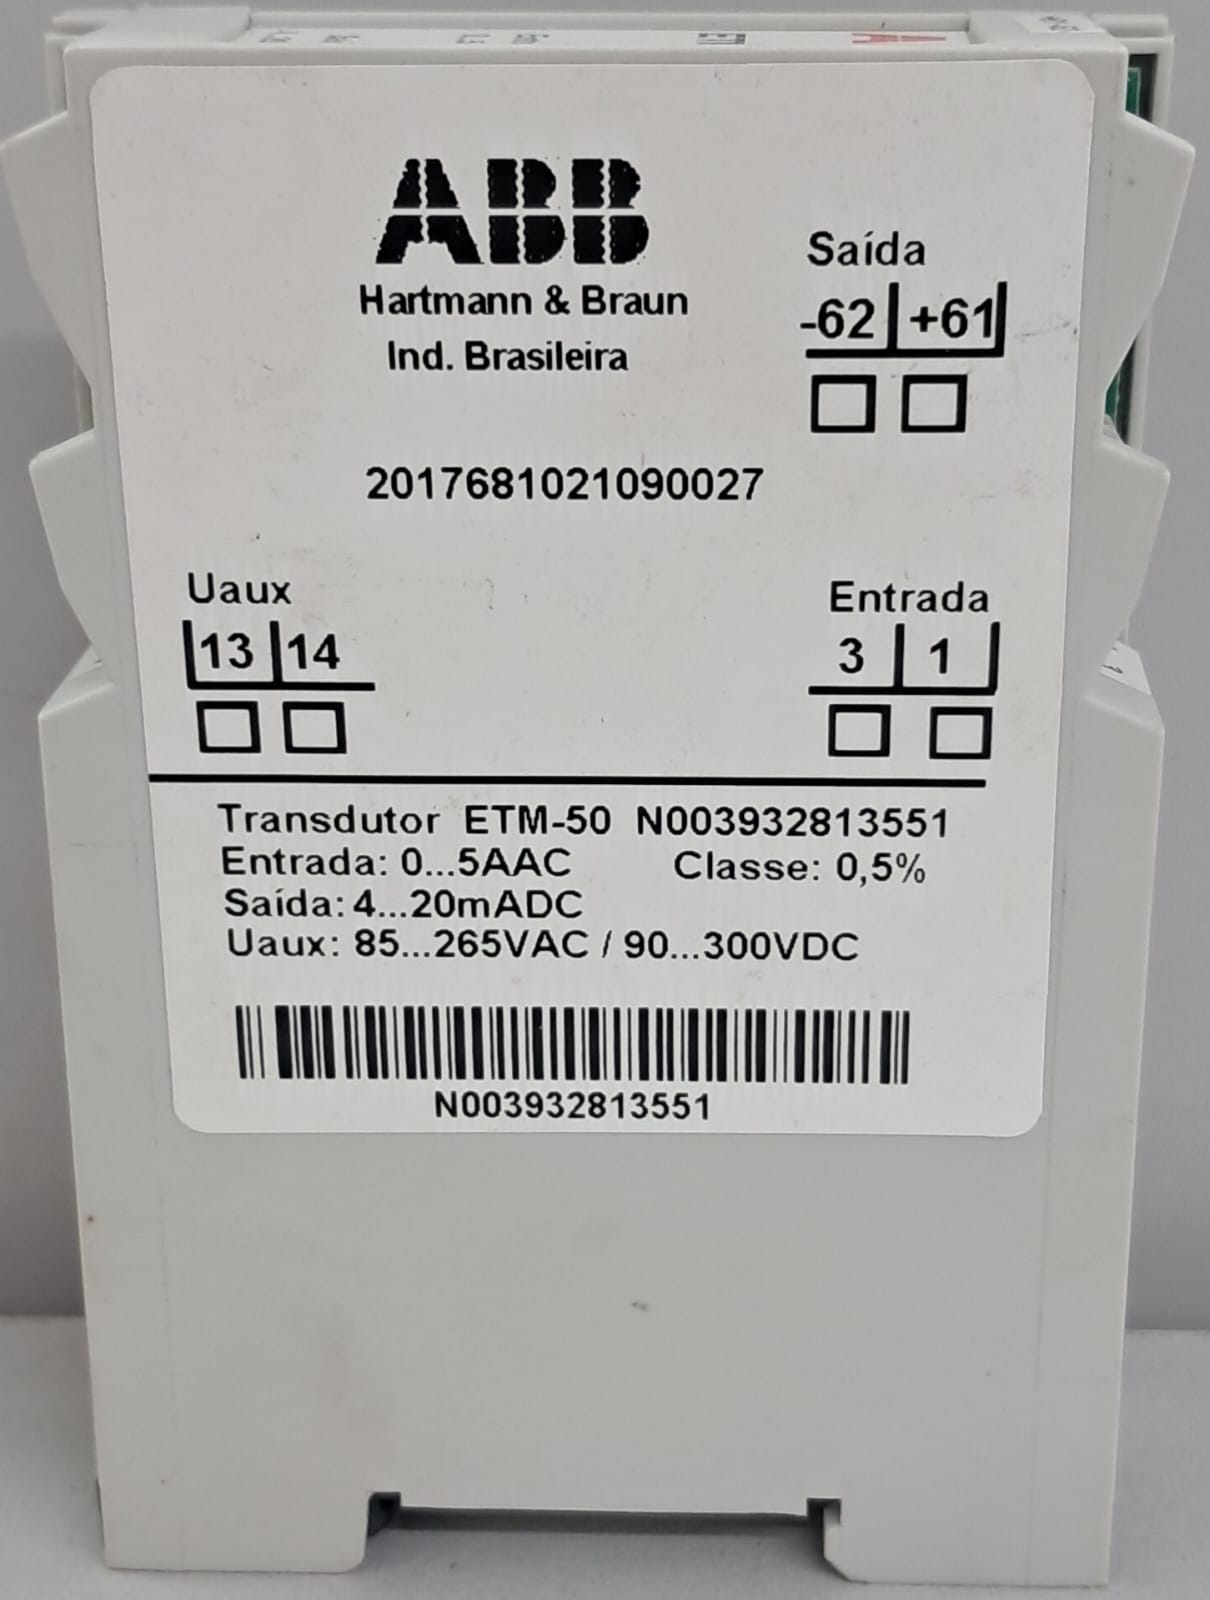 ABB
Hartmann & Braun
Ind. Brasileira
Saída
-62 +61
2017681021090027
Uaux
13 14
Entrada
3 1
Transdutor ETM-50 N003932813551
Entrada: 0...5AAC Classe: 0,5%
Saída: 4...20mADC
Uaux: 85...265VAC / 90...300VDC
N003932813551